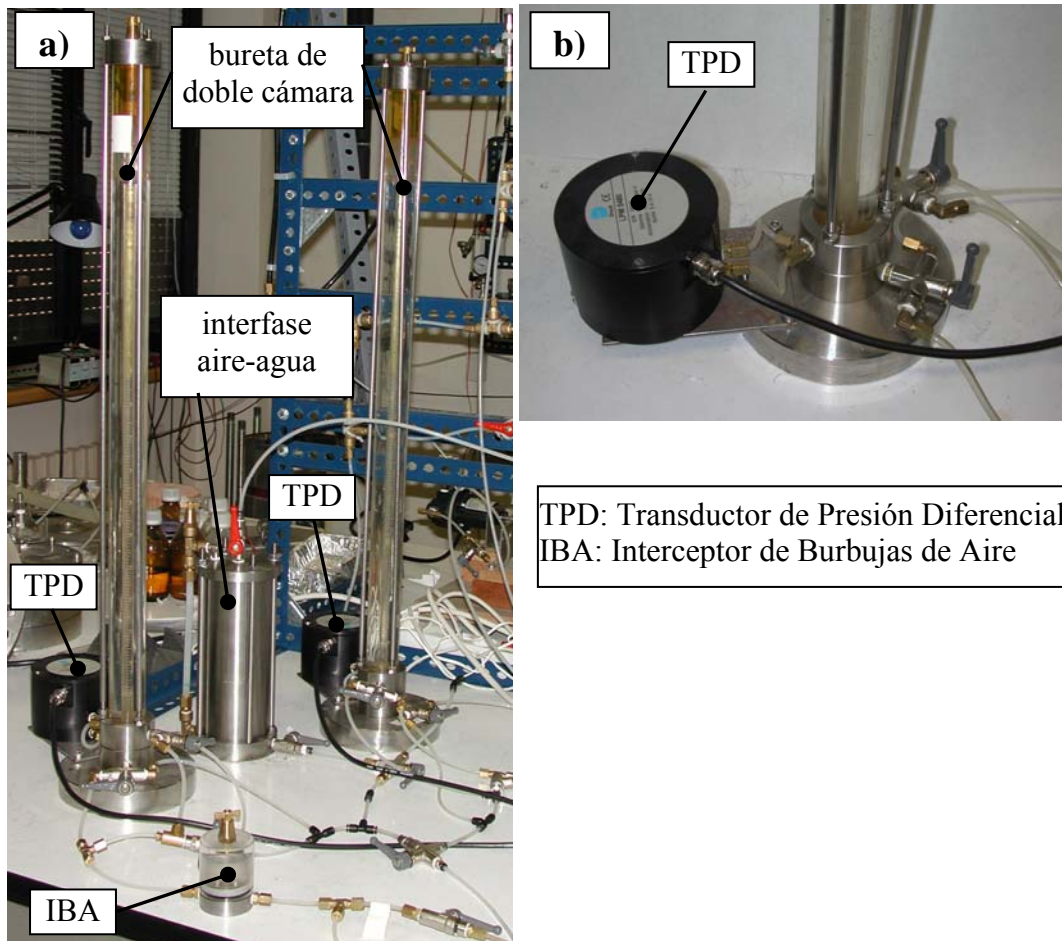 a)
bureta de
doble cámara
interfase
aire-agua
TPD
TPD
IBA
b)
TPD
TPD: Transductor de Presión Diferencial
IBA: Interceptor de Burbujas de Aire